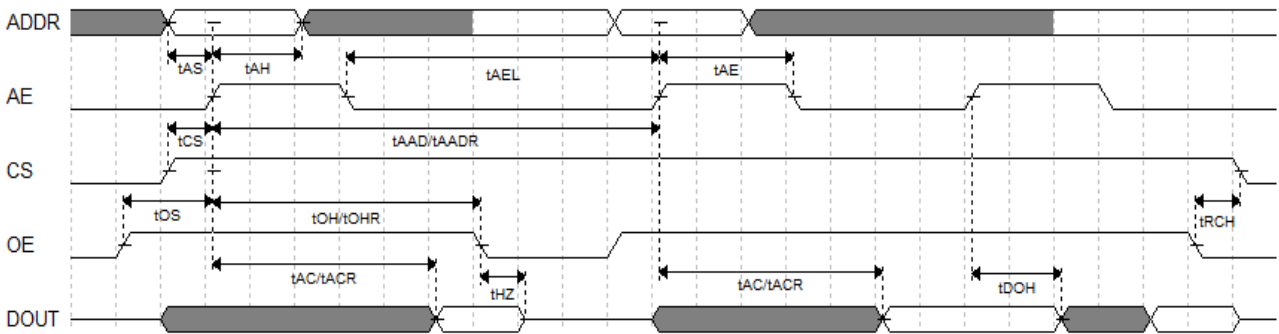 ADDR
tAS
tAH
tAEL
tAE
AE
tCS
tAAD/tAADR
CS
tOS
tOH/tOHR
tRCH
OE
tAC/tACR
tHZ
tAC/tACR
tDOH
DOUT